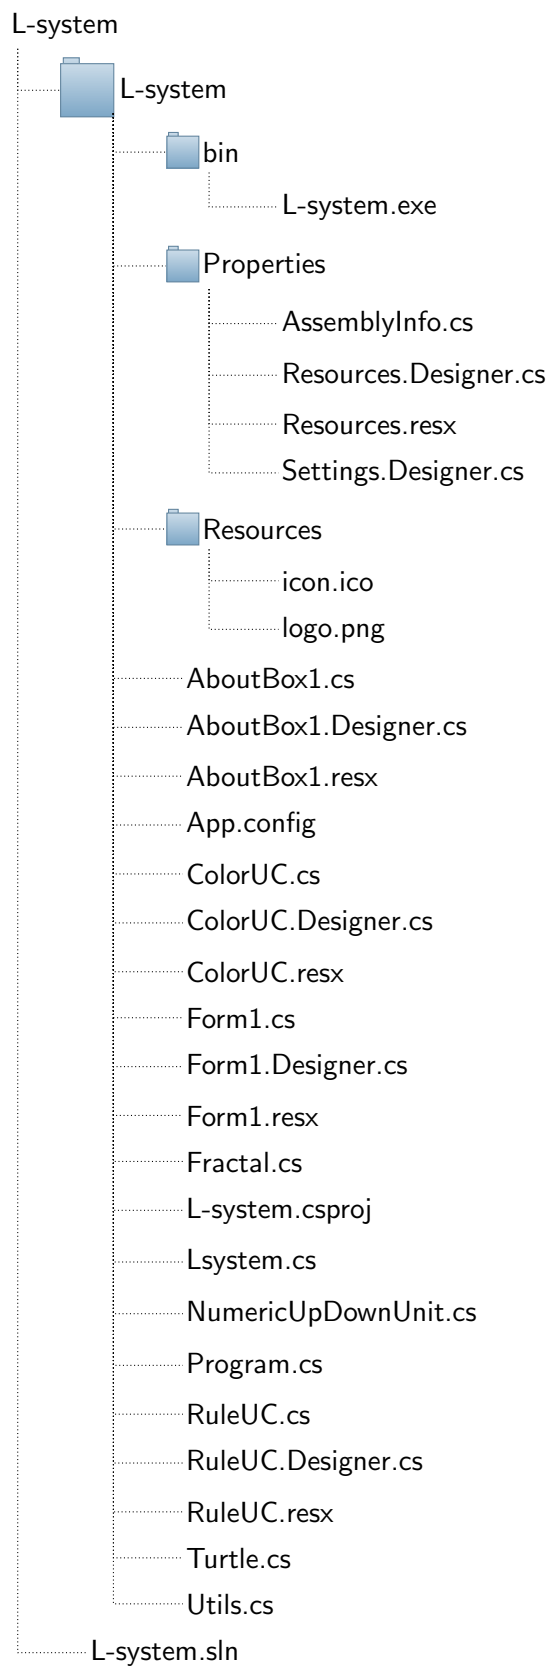 L-system
L-system
bin
L-system.exe
Properties
AssemblyInfo.cs
Resources.Designer.cs
Resources.resx
Settings.Designer.cs
Resources
icon.ico
logo.png
AboutBox1.cs
AboutBox1.Designer.cs
AboutBox1.resx
App.config
ColorUC.cs
ColorUC.Designer.cs
ColorUC.resx
Form1.cs
Form1.Designer.cs
Form1.resx
Fractal.cs
L-system.csproj
Lsystem.cs
NumericUpDownUnit.cs
Program.cs
RuleUC.cs
RuleUC.Designer.cs
RuleUC.resx
Turtle.cs
Utils.cs
L-system.sln